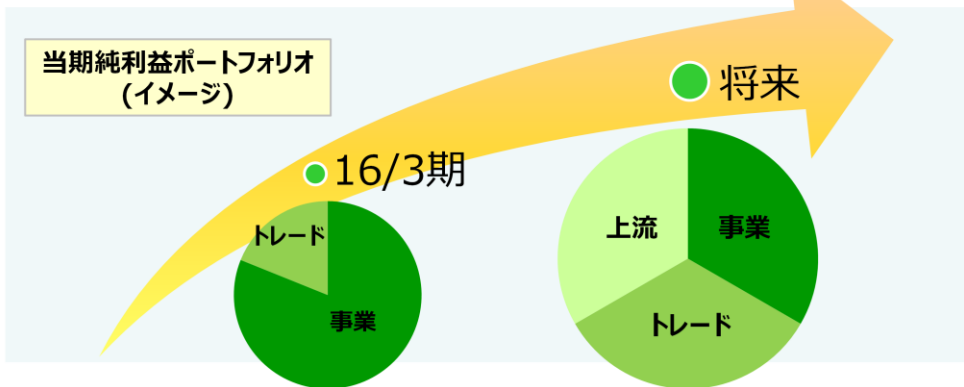 当期純利益ポートフォリオ
(イメージ)
将来
16/3期
トレード
事業
上流
事業
トレード